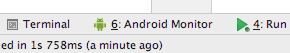 Terminal 6: Android Monitor 4: Run
ed in 1s 758ms (a minute ago)